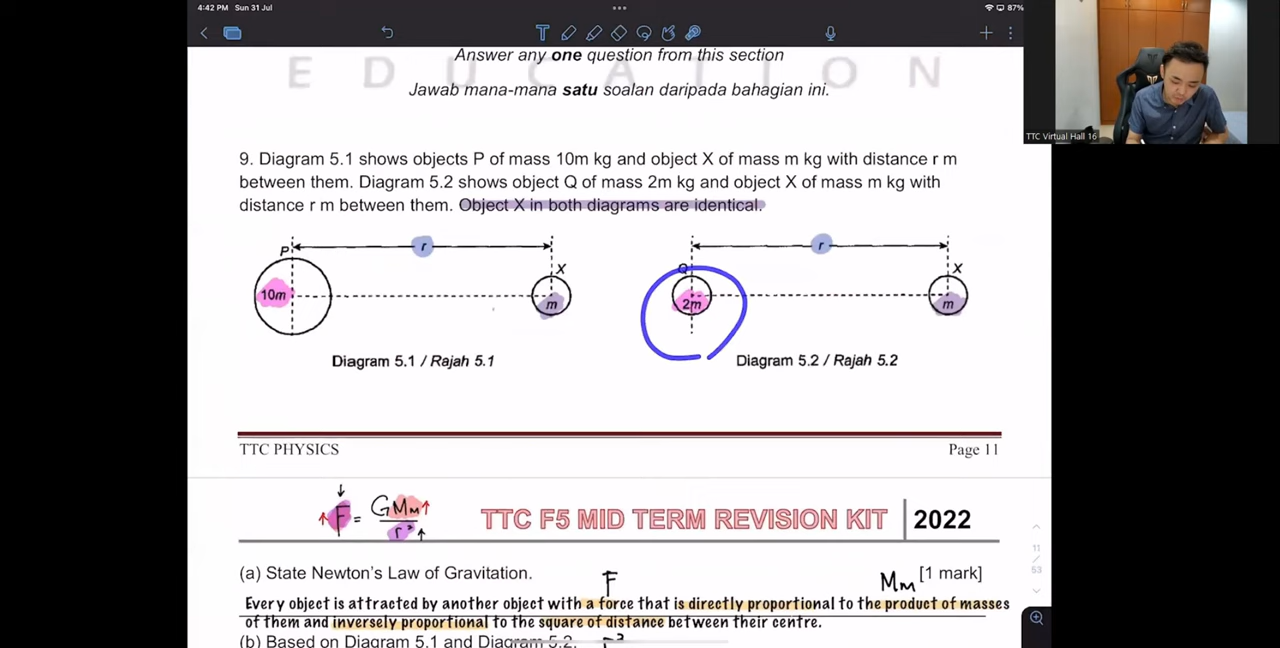 4:42 PM Sun 31 Jul
87%
T
Answer any one question from this section
EDUCATION
Jawab mana-mana satu soalan daripada bahagian ini.
TTC Virtual Hall 16
9. Diagram 5.1 shows objects P of mass 10m kg and object X of mass m kg with distance r m
between them. Diagram 5.2 shows object Q of mass 2m kg and object X of mass m kg with
distance r m between them. Object X in both diagrams are identical.
P r X
10m m
Diagram 5.1 / Rajah 5.1
Q r X
2m m
Diagram 5.2 / Rajah 5.2
TTC PHYSICS Page 11
↓
↑F = GMm↑ / r²↑
TTC F5 MID TERM REVISION KIT 2022
11 / 53
(a) State Newton's Law of Gravitation. [1 mark]
F Mm
Every object is attracted by another object with a force that is directly proportional to the product of masses
of them and inversely proportional to the square of distance between their centre.
(b) Based on Diagram 5.1 and Diagram 5.2,